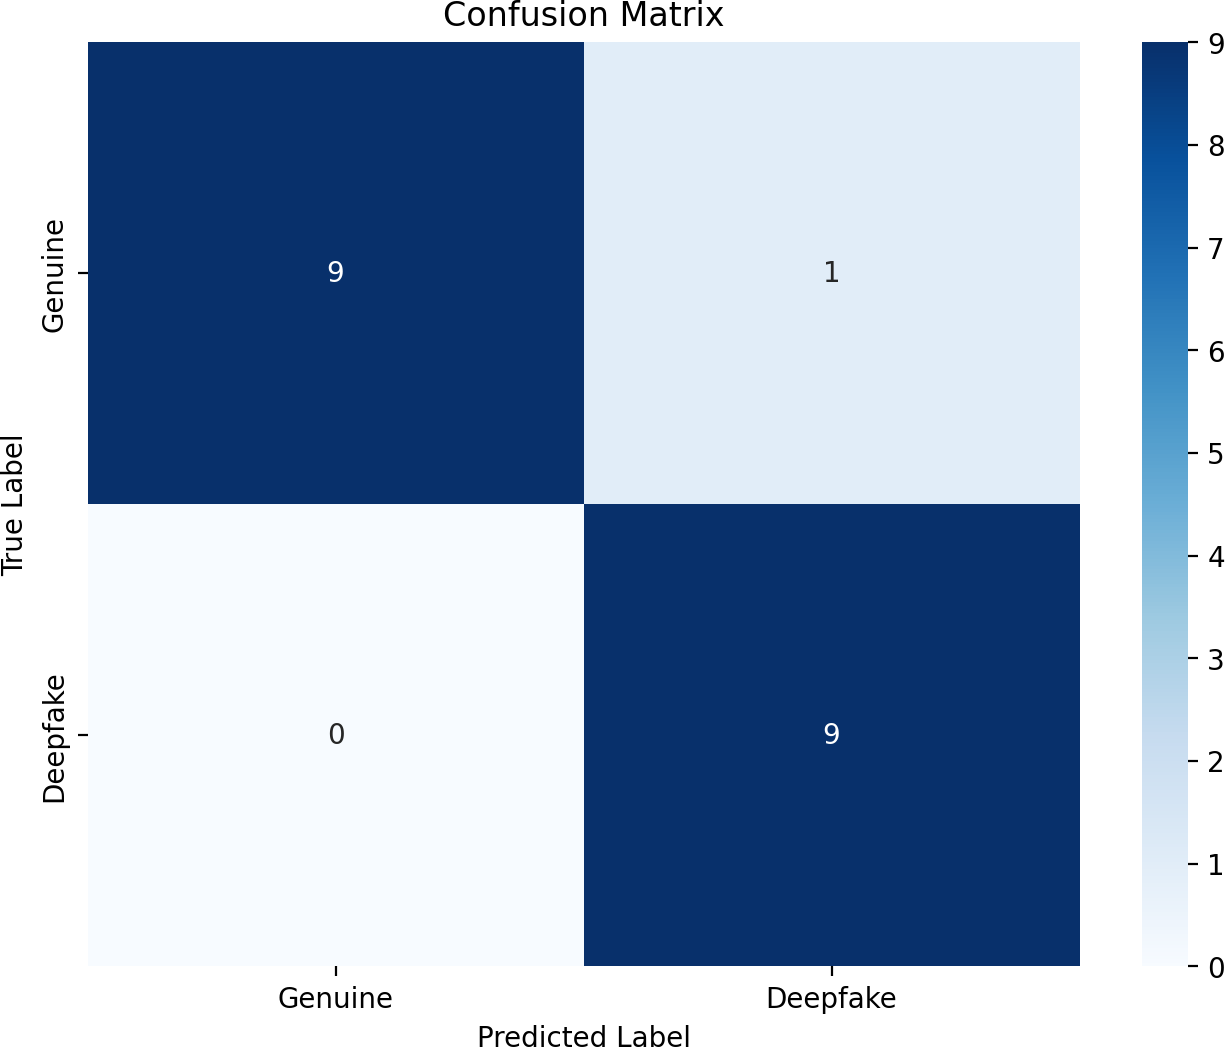 Confusion Matrix
True Label
Genuine
Deepfake
9
1
0
9
Genuine
Deepfake
Predicted Label
9
8
7
6
5
4
3
2
1
0